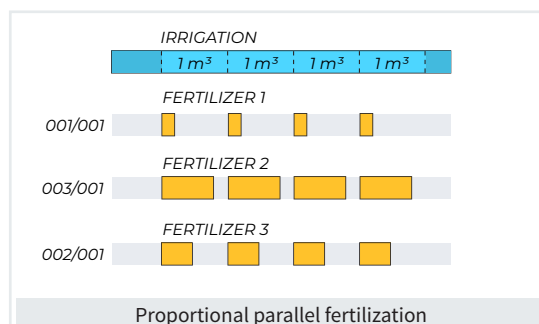 IRRIGATION
1 m³ 1 m³ 1 m³ 1 m³
FERTILIZER 1
001/001
FERTILIZER 2
003/001
FERTILIZER 3
002/001
Proportional parallel fertilization